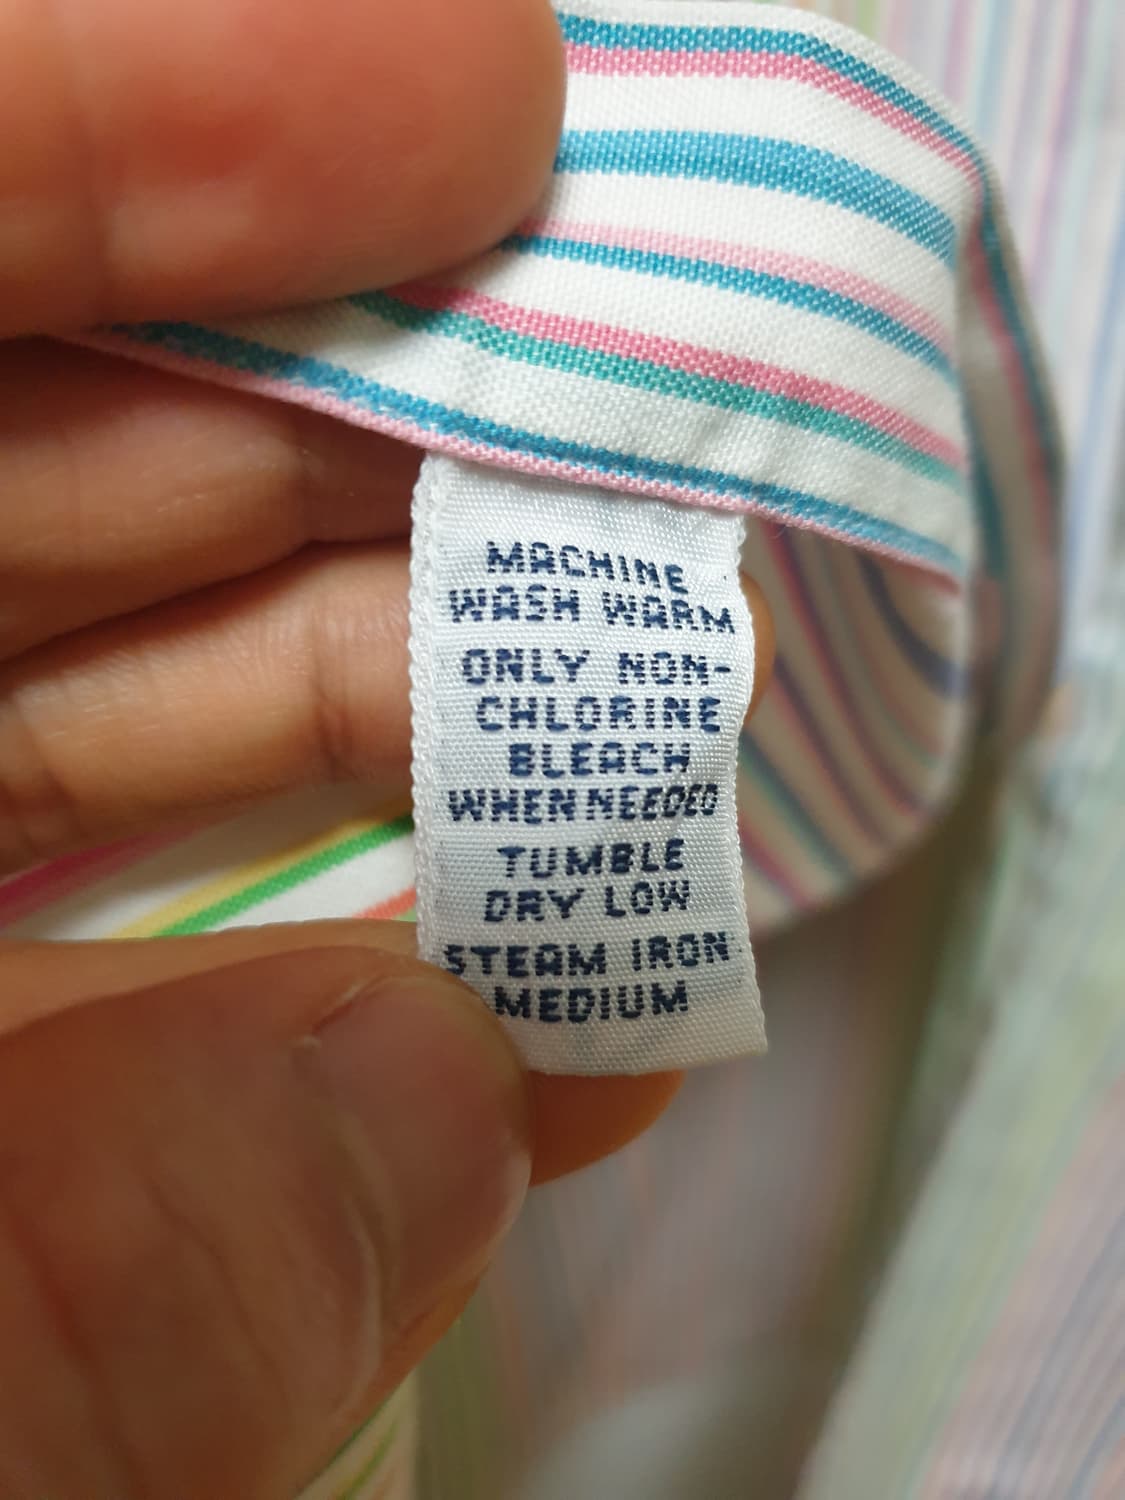 MACHINE
WASH WARM
ONLY NON-
CHLORINE
BLEACH
WHEN NEEDED
TUMBLE
DRY LOW
STEAM IRON
MEDIUM